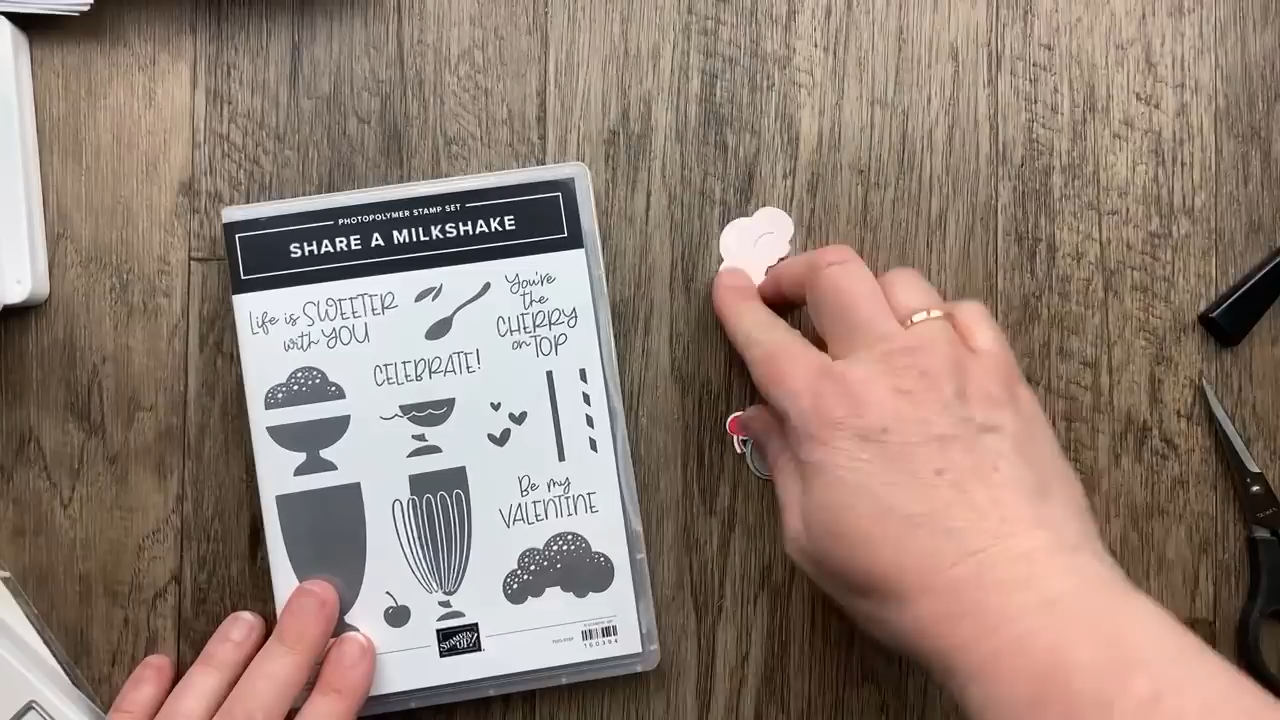 PHOTOPOLYMER STAMP SET
SHARE A MILKSHAKE
Life is SWEETER
with YOU
You're
the
CHERRY
on TOP
CELEBRATE!
Be my
VALENTINE
STAMPIN' UP!
160394